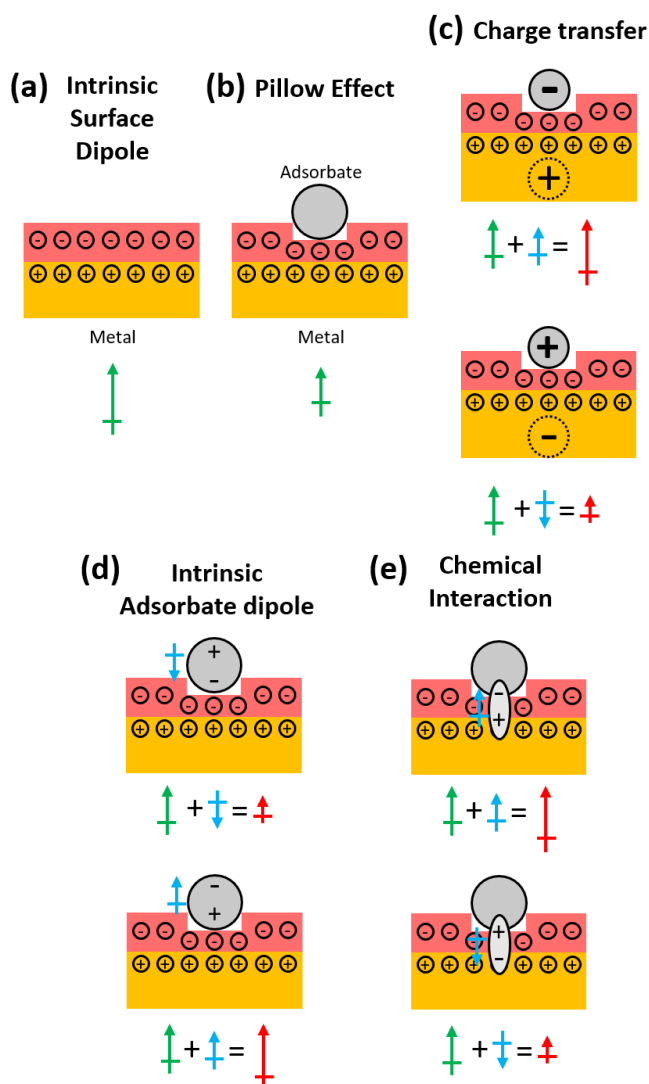 (a) Intrinsic
Surface
Dipole
- - - - - - -
+ + + + + + +
Metal
(b) Pillow Effect
Adsorbate
- - - - - - -
+ + + + + + +
Metal
(c) Charge transfer
-
- - - - - - -
+ + + + + + +
+
+ =
+
- - - - - - -
+ + + + + + +
-
+ =
(d) Intrinsic
Adsorbate dipole
+
-
- - - - - - -
+ + + + + + +
+ =
-
+
- - - - - - -
+ + + + + + +
+ =
(e) Chemical
Interaction
-
- - - - - -
+
+ + + + + +
+ =
+
- - - - - -
-
+ + + + + +
+ =